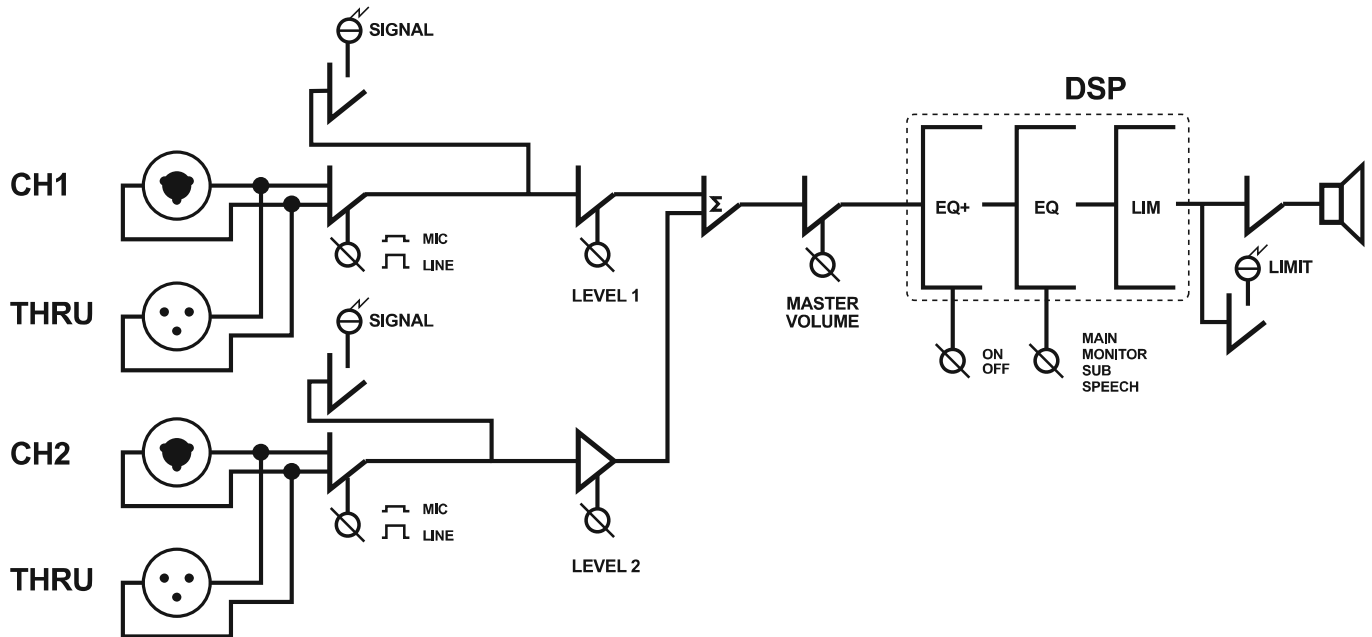 SIGNAL
DSP
CH1
EQ+
EQ
LIM
Σ
MIC
LINE
LEVEL 1
MASTER
VOLUME
LIMIT
THRU
SIGNAL
ON
OFF
MAIN
MONITOR
SUB
SPEECH
CH2
MIC
LINE
LEVEL 2
THRU